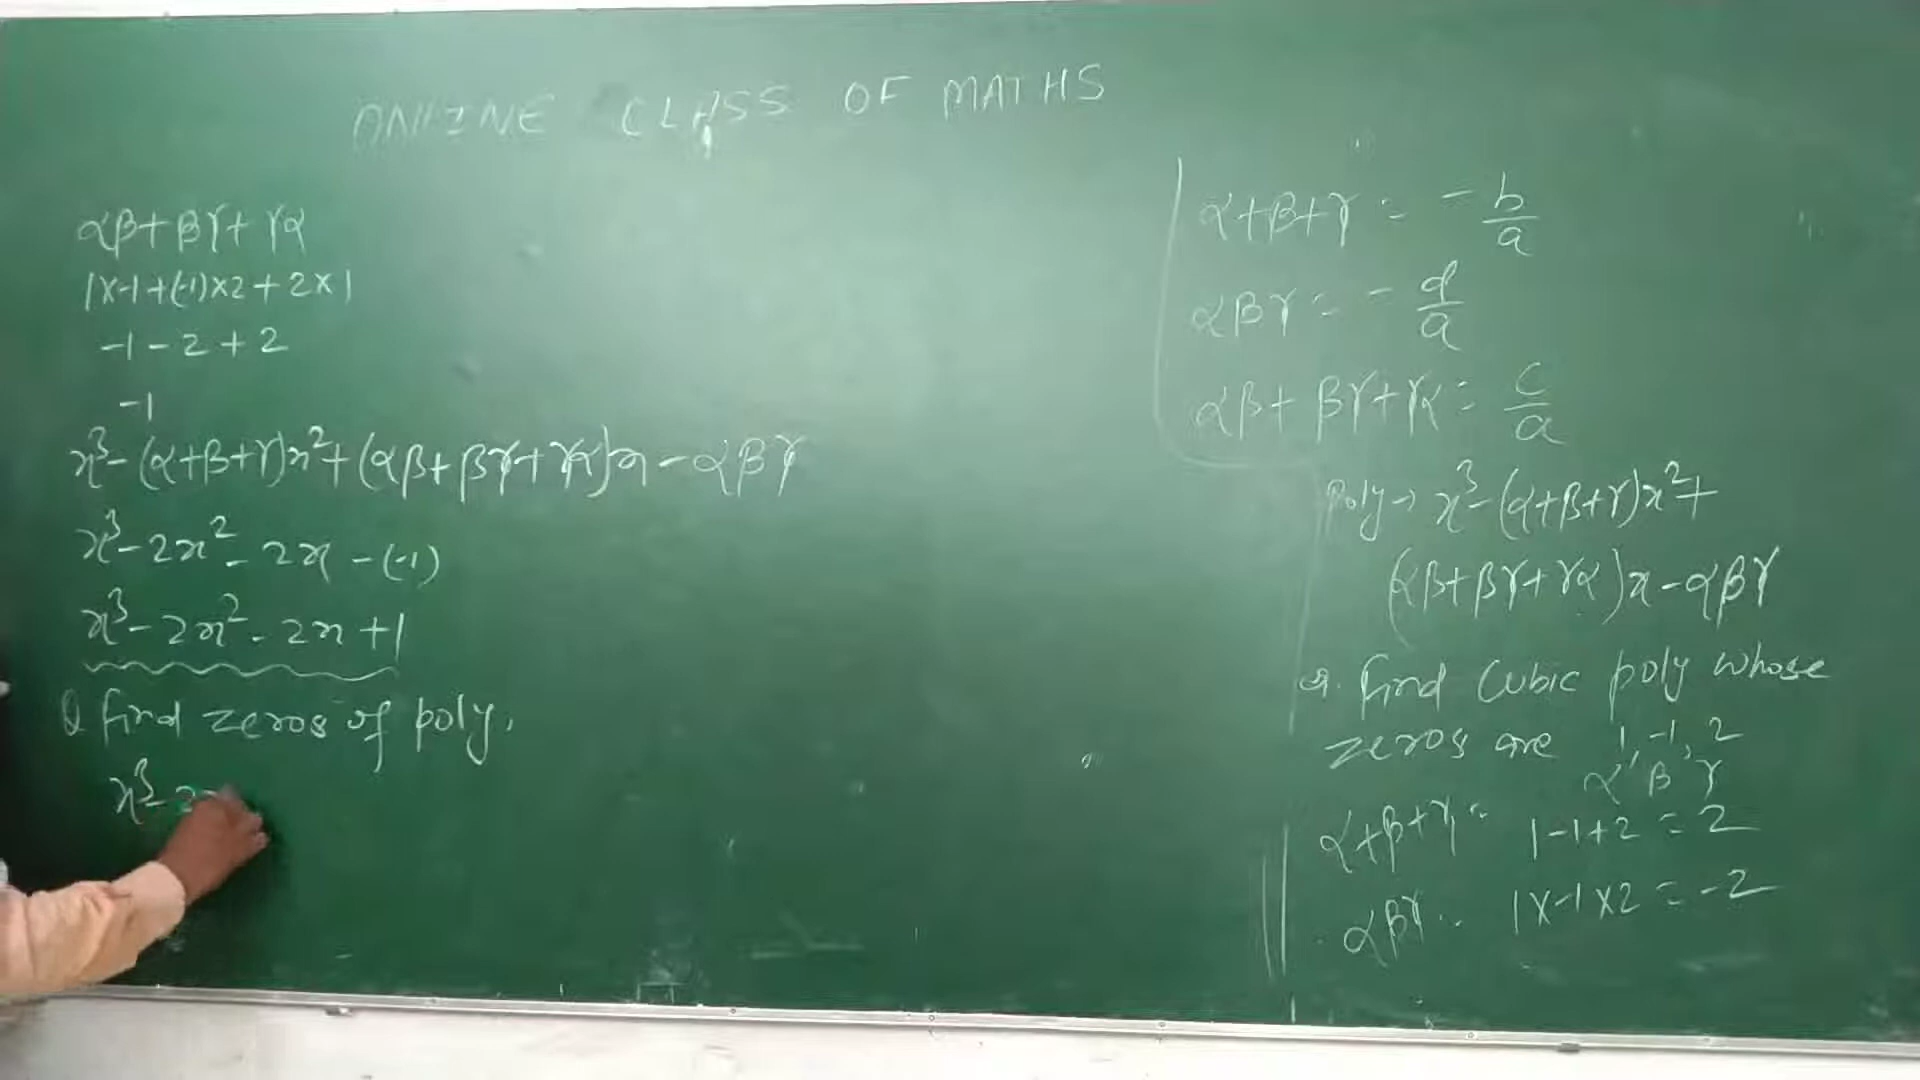 ONLINE CLASS OF MATHS
αβ+βγ+γα
1×-1+(-1)×2+2×1
-1-2+2
-1
x³-(α+β+γ)x²+(αβ+βγ+γα)x-αβγ
x³-2x²-2x-(-1)
x³-2x²-2x+1
Q find zeros of poly.
x³-
α+β+γ = -b/a
αβγ = -d/a
αβ+βγ+γα = c/a
Poly→ x³-(α+β+γ)x²+
(αβ+βγ+γα)x-αβγ
Q. Find Cubic poly whose
zeros are 1,-1,2
α β γ
α+β+γ = 1-1+2 = 2
αβγ = 1×-1×2 = -2